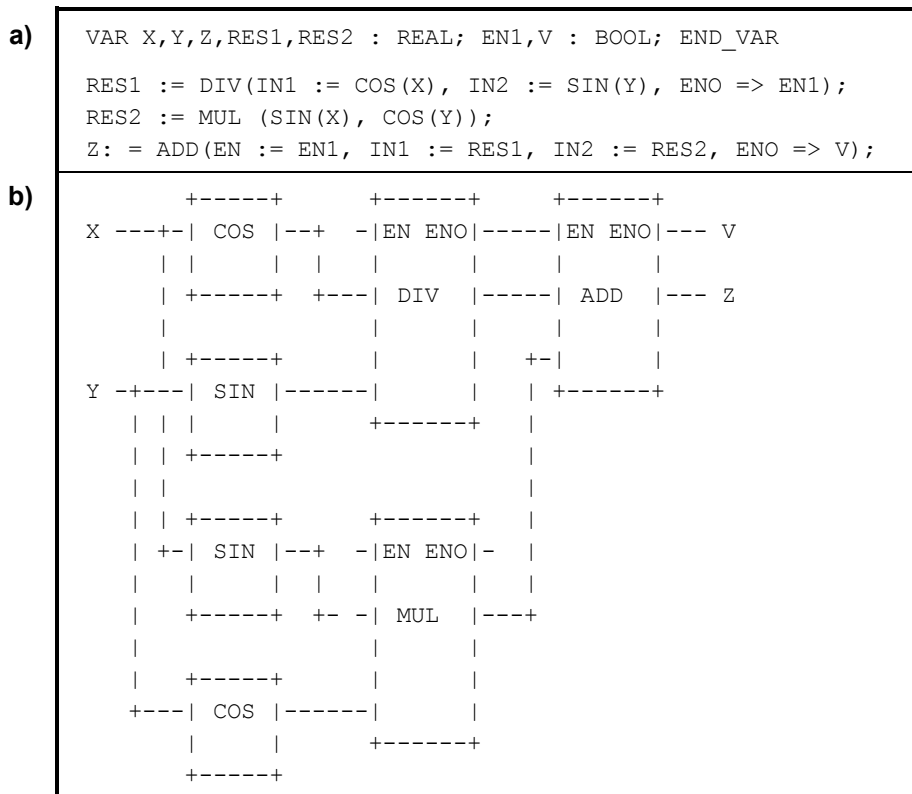 a)
VAR X,Y,Z,RES1,RES2 : REAL; EN1,V : BOOL; END_VAR
RES1 := DIV(IN1 := COS(X), IN2 := SIN(Y), ENO => EN1);
RES2 := MUL (SIN(X), COS(Y));
Z: = ADD(EN := EN1, IN1 := RES1, IN2 := RES2, ENO => V);
b)
       +-----+      +------+     +------+
X ---+-| COS |--+  -|EN ENO|-----|EN ENO|--- V
     | |     |  |   |      |     |      |
     | +-----+  +---| DIV  |-----| ADD  |--- Z
     |              |      |     |      |
     | +-----+      |      |   +-|      |
Y -+---| SIN |------|      |   | +------+
   | | |     |      +------+   |
   | | +-----+                 |
   | |                         |
   | | +-----+      +------+   |
   | +-| SIN |--+  -|EN ENO|-  |
   |   |     |  |   |      |   |
   |   +-----+  +- -| MUL  |---+
   |                |      |
   |   +-----+      |      |
   +---| COS |------|      |
       |     |      +------+
       +-----+